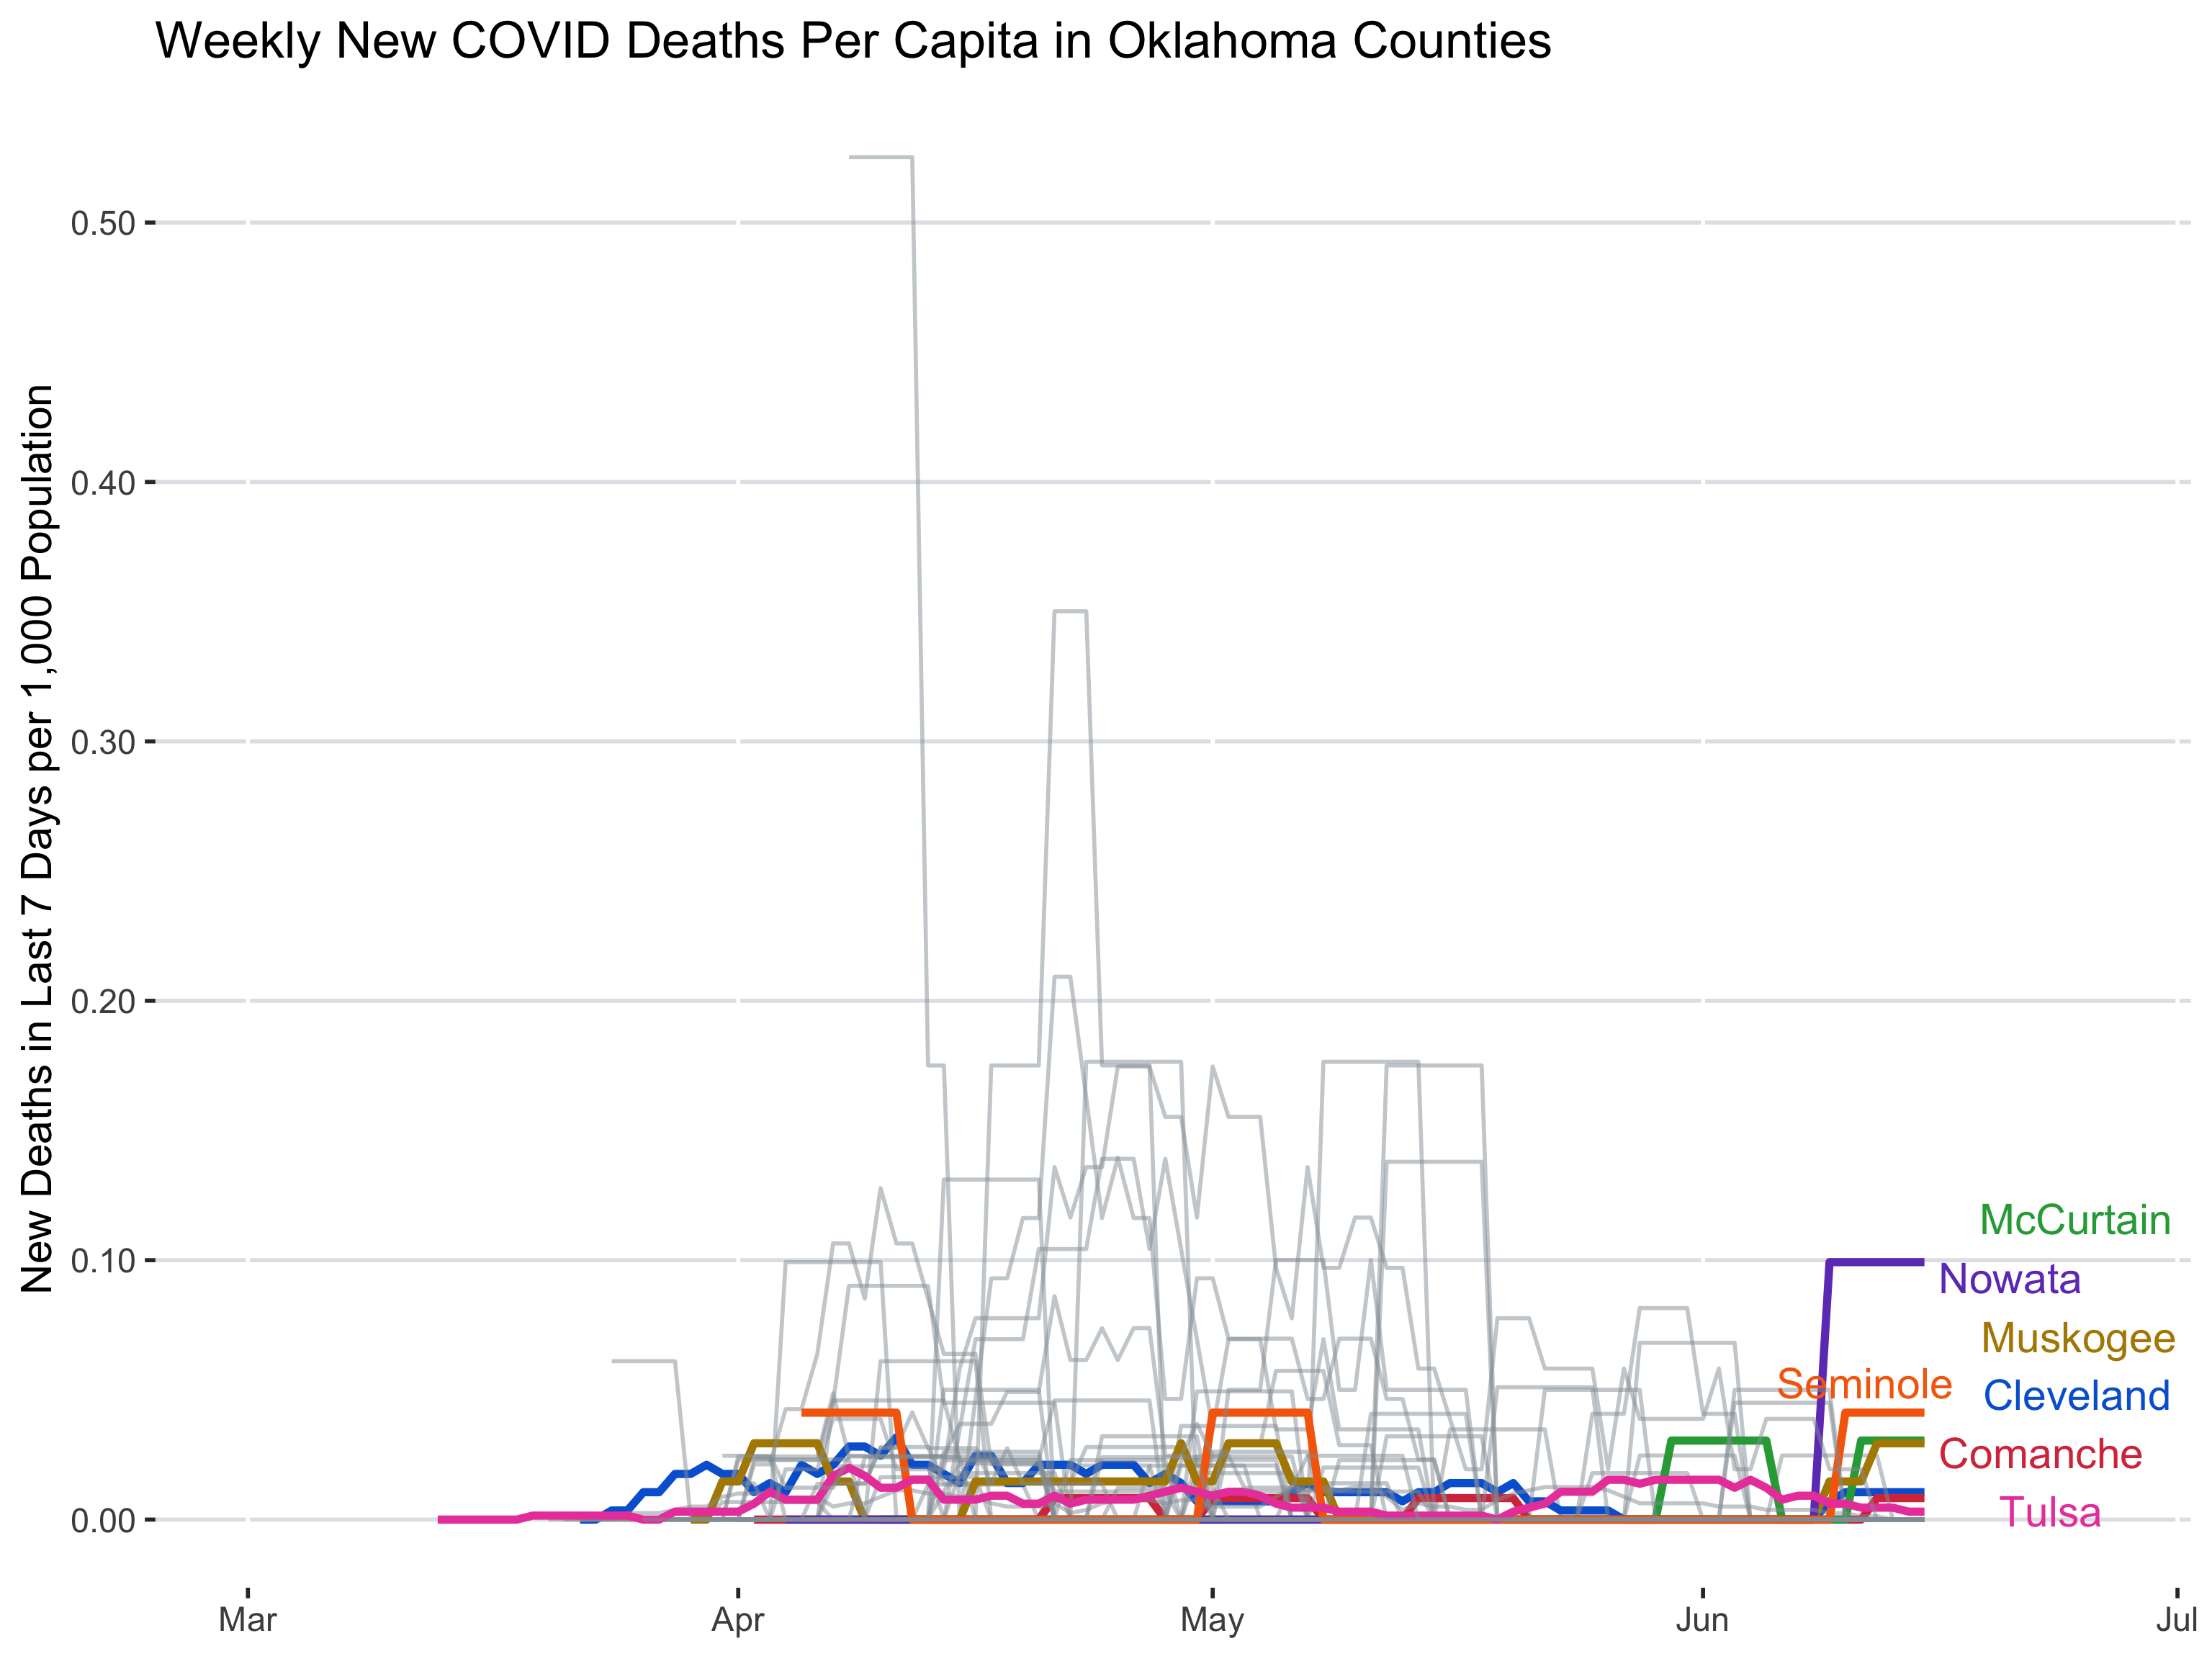 Weekly New COVID Deaths Per Capita in Oklahoma Counties
New Deaths in Last 7 Days per 1,000 Population
0.50
0.40
0.30
0.20
0.10
0.00
McCurtain
Nowata
Muskogee
Seminole
Cleveland
Comanche
Tulsa
Mar
Apr
May
Jun
Jul